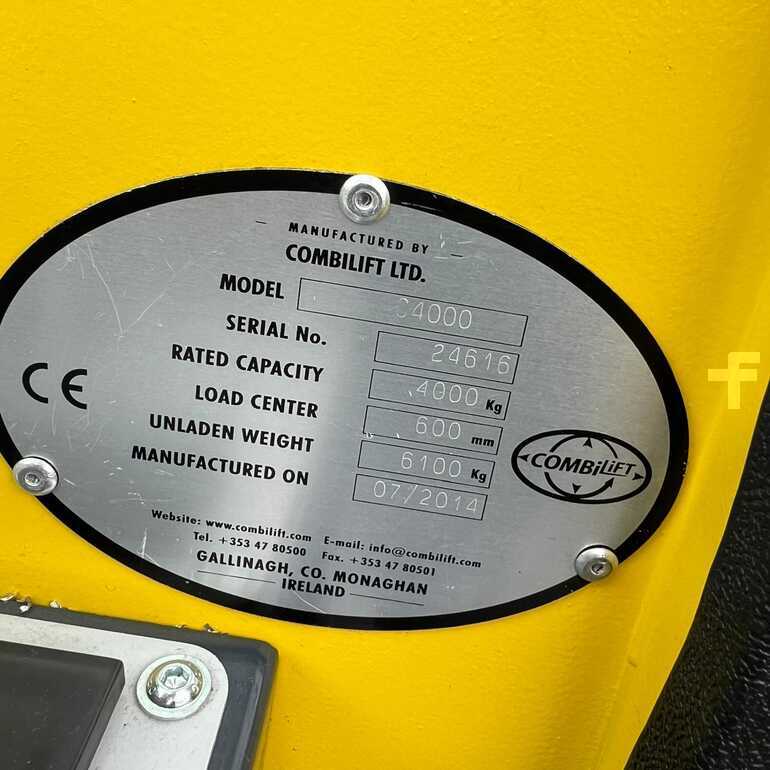 MANUFACTURED BY
COMBILIFT LTD.
MODEL C4000
SERIAL No. 24616
RATED CAPACITY 4000 Kg
LOAD CENTER 600 mm
UNLADEN WEIGHT 6100 Kg
MANUFACTURED ON 07/2014
CE
COMBiLiFT
Website: www.combilift.com E-mail: info@combilift.com
Tel. +353 47 80500 Fax. +353 47 80501
GALLINAGH, CO. MONAGHAN
IRELAND
f